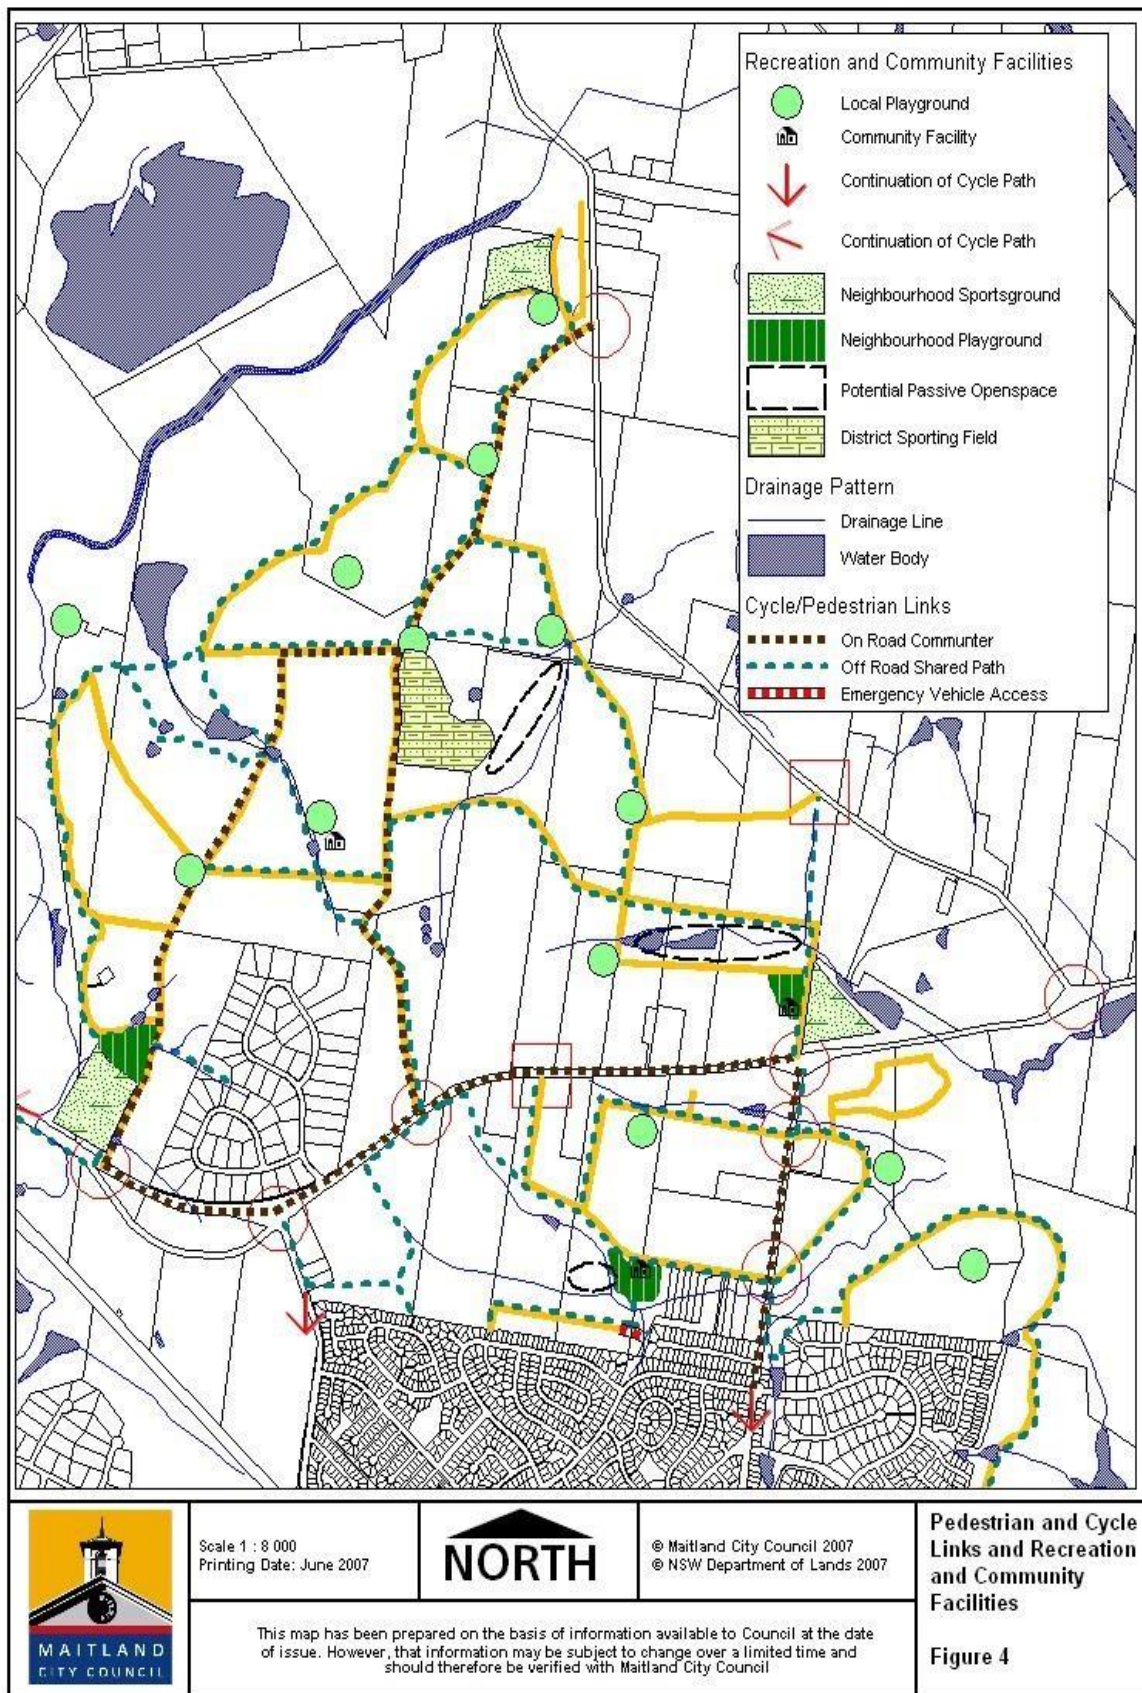 Recreation and Community Facilities
Local Playground
Community Facility
Continuation of Cycle Path
Continuation of Cycle Path
Neighbourhood Sportsground
Neighbourhood Playground
Potential Passive Openspace
District Sporting Field
Drainage Pattern
Drainage Line
Water Body
Cycle/Pedestrian Links
On Road Communter
Off Road Shared Path
Emergency Vehicle Access
MAITLAND
CITY COUNCIL
Scale 1 : 8 000
Printing Date: June 2007
NORTH
© Maitland City Council 2007
© NSW Department of Lands 2007
This map has been prepared on the basis of information available to Council at the date
of issue. However, that information may be subject to change over a limited time and
should therefore be verified with Maitland City Council
Pedestrian and Cycle
Links and Recreation
and Community
Facilities
Figure 4